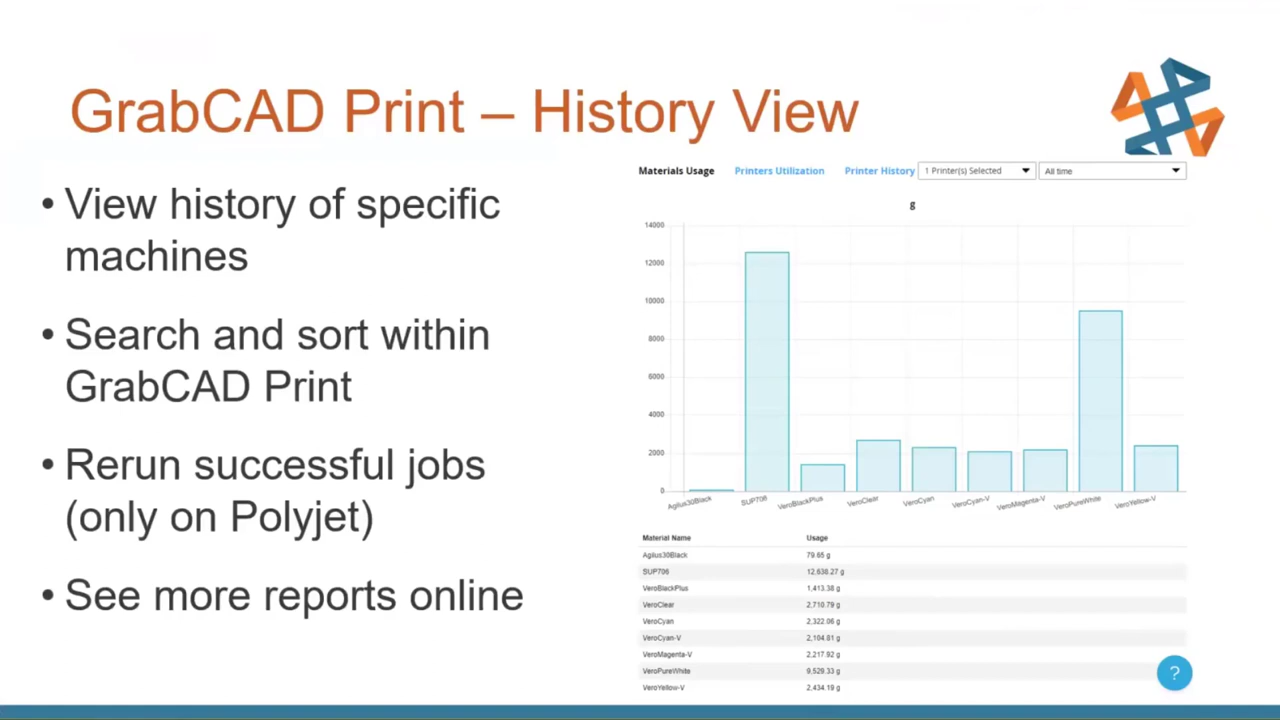 GrabCAD Print – History View
• View history of specific
machines
• Search and sort within
GrabCAD Print
• Rerun successful jobs
(only on Polyjet)
• See more reports online
Materials Usage Printers Utilization Printer History 1 Printer(s) Selected All time
g
14000
12000
10000
8000
6000
4000
2000
0
Agilus30Black SUP706 VeroBlackPlus VeroClear VeroCyan VeroCyan-V VeroMagenta-V VeroPureWhite VeroYellow-V
Material Name Usage
Agilus30Black 79.65 g
SUP706 12,638.27 g
VeroBlackPlus 1,413.38 g
VeroClear 2,710.79 g
VeroCyan 2,322.06 g
VeroCyan-V 2,104.81 g
VeroMagenta-V 2,217.92 g
VeroPureWhite 9,529.33 g
VeroYellow-V 2,434.19 g
?